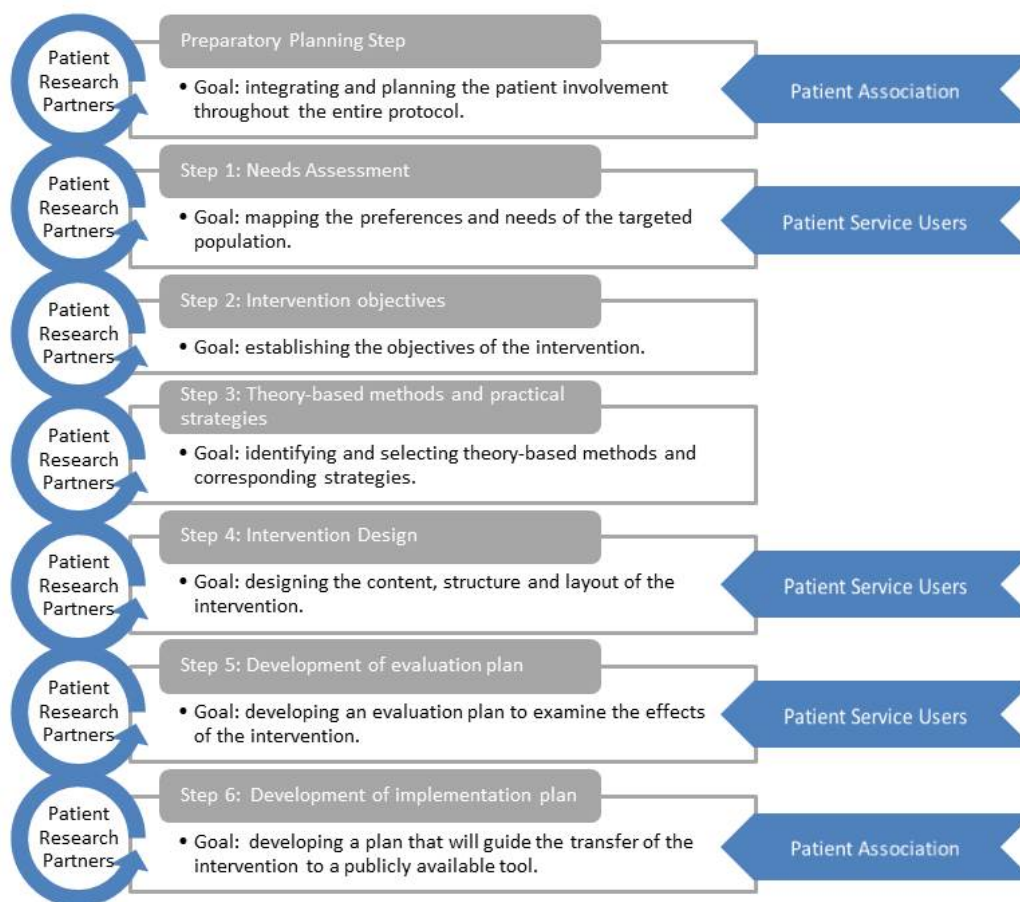 Patient
Research
Partners
Preparatory Planning Step
• Goal: integrating and planning the patient involvement
throughout the entire protocol.
Patient Association
Patient
Research
Partners
Step 1: Needs Assessment
• Goal: mapping the preferences and needs of the targeted
population.
Patient Service Users
Patient
Research
Partners
Step 2: Intervention objectives
• Goal: establishing the objectives of the intervention.
Patient
Research
Partners
Step 3: Theory-based methods and practical
strategies
• Goal: identifying and selecting theory-based methods and
corresponding strategies.
Patient
Research
Partners
Step 4: Intervention Design
• Goal: designing the content, structure and layout of the
intervention.
Patient Service Users
Patient
Research
Partners
Step 5: Development of evaluation plan
• Goal: developing an evaluation plan to examine the effects
of the intervention.
Patient Service Users
Patient
Research
Partners
Step 6: Development of implementation plan
• Goal: developing a plan that will guide the transfer of the
intervention to a publicly available tool.
Patient Association